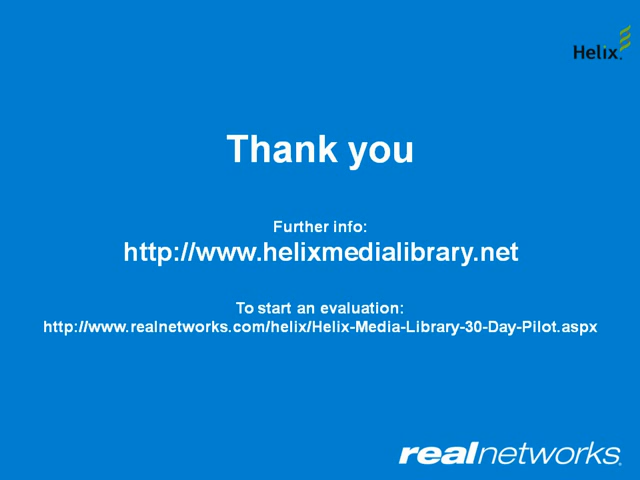 Helix.
Thank you
Further info:
http://www.helixmedialibrary.net
To start an evaluation:
http://www.realnetworks.com/helix/Helix-Media-Library-30-Day-Pilot.aspx
realnetworks.